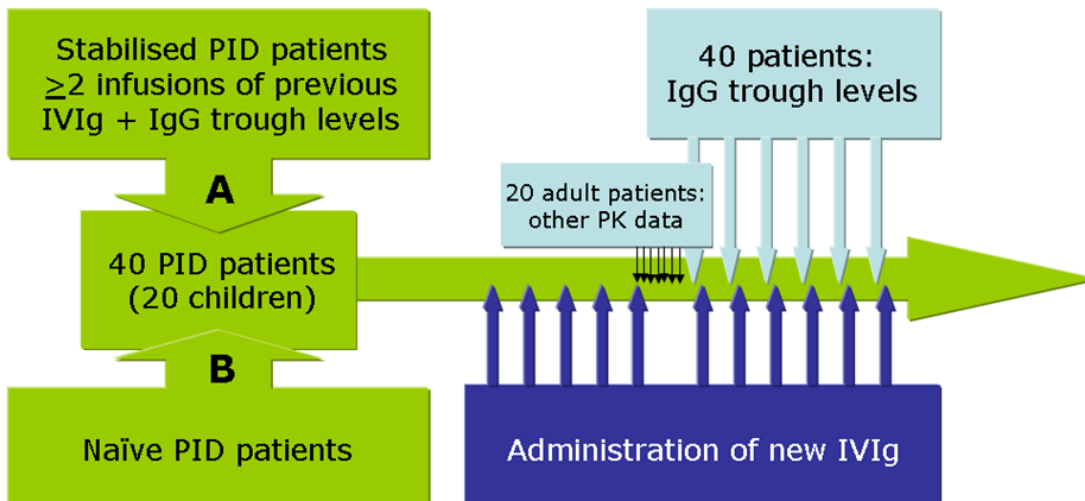 Stabilised PID patients
≥2 infusions of previous
IVIg + IgG trough levels
A
40 PID patients
(20 children)
B
Naïve PID patients
40 patients:
IgG trough levels
20 adult patients:
other PK data
Administration of new IVIg